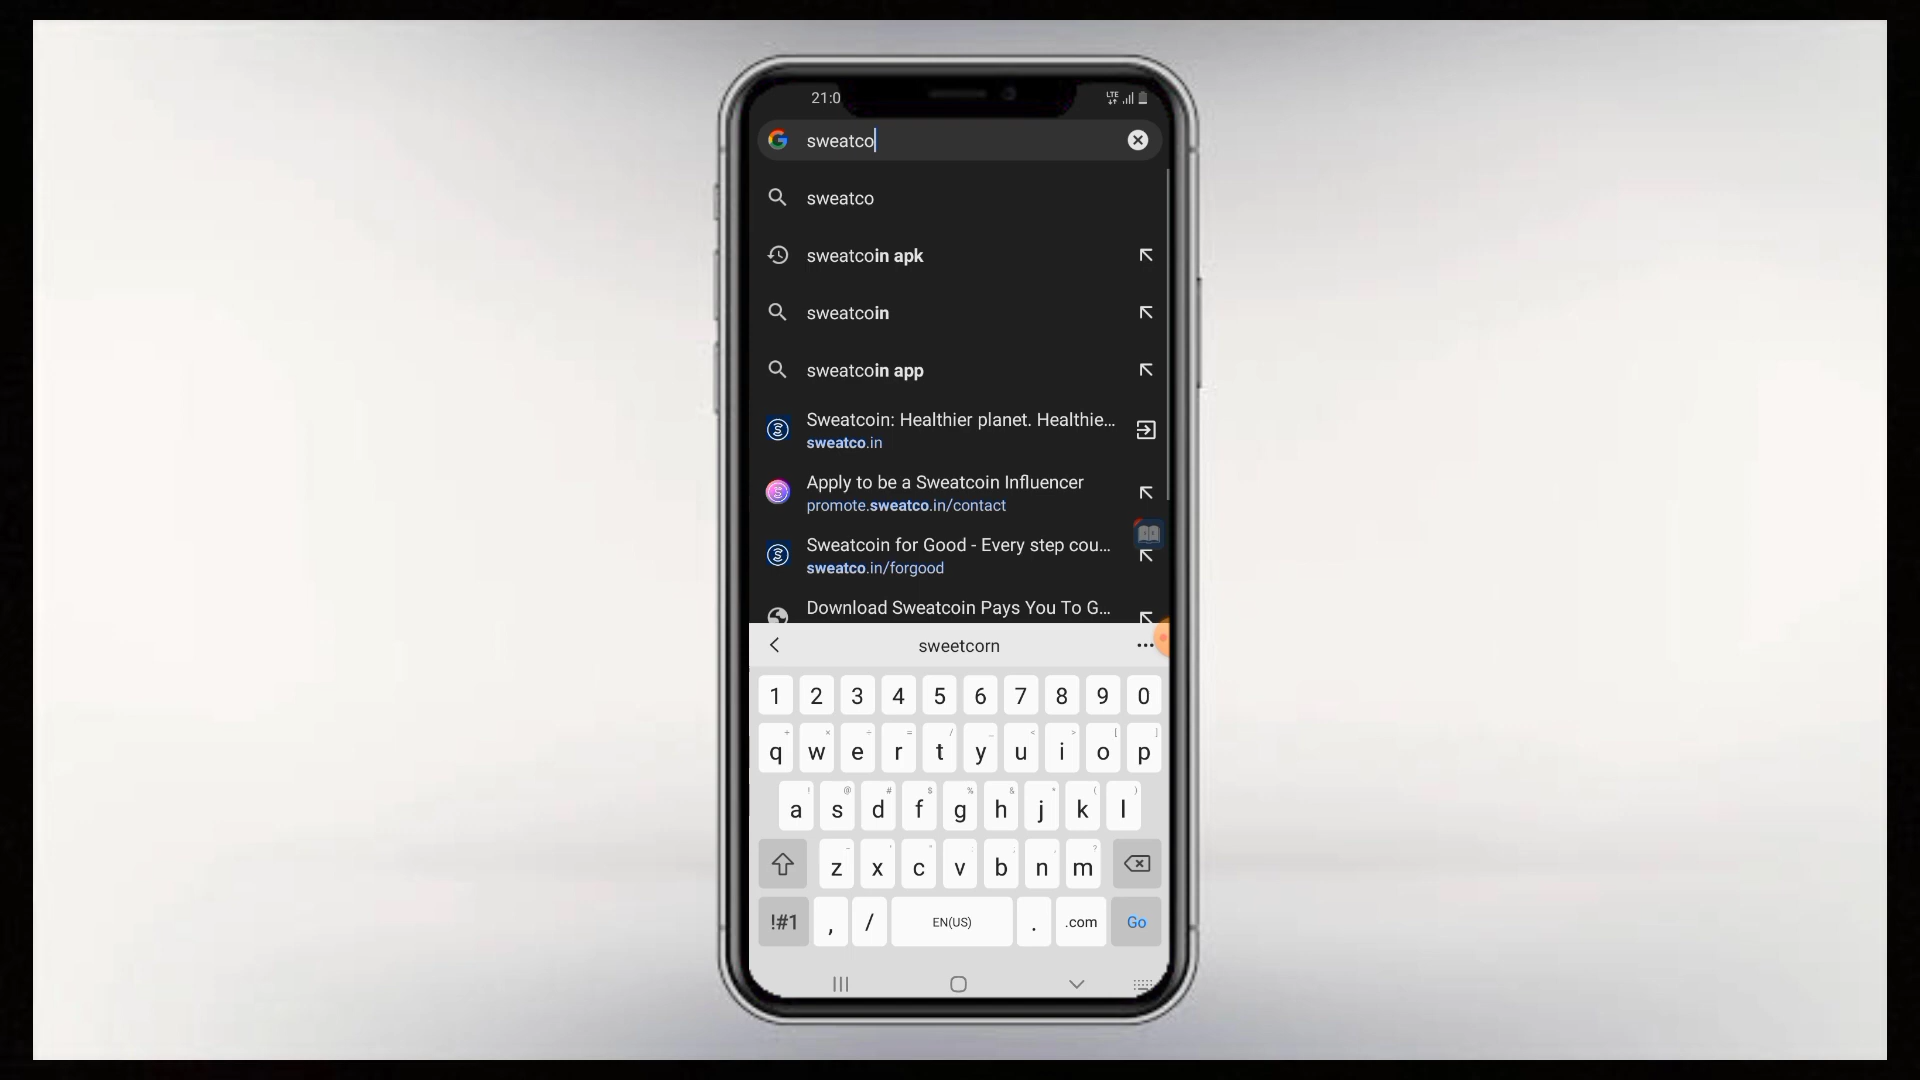 21:0
LTE
sweatco
sweatco
sweatcoin apk
sweatcoin
sweatcoin app
Sweatcoin: Healthier planet. Healthie...
sweatco.in
Apply to be a Sweatcoin Influencer
promote.sweatco.in/contact
Sweatcoin for Good - Every step cou...
sweatco.in/forgood
Download Sweatcoin Pays You To G...
sweetcorn
1 2 3 4 5 6 7 8 9 0
q w e r t y u i o p
a s d f g h j k l
z x c v b n m
!#1 , / EN(US) . .com Go